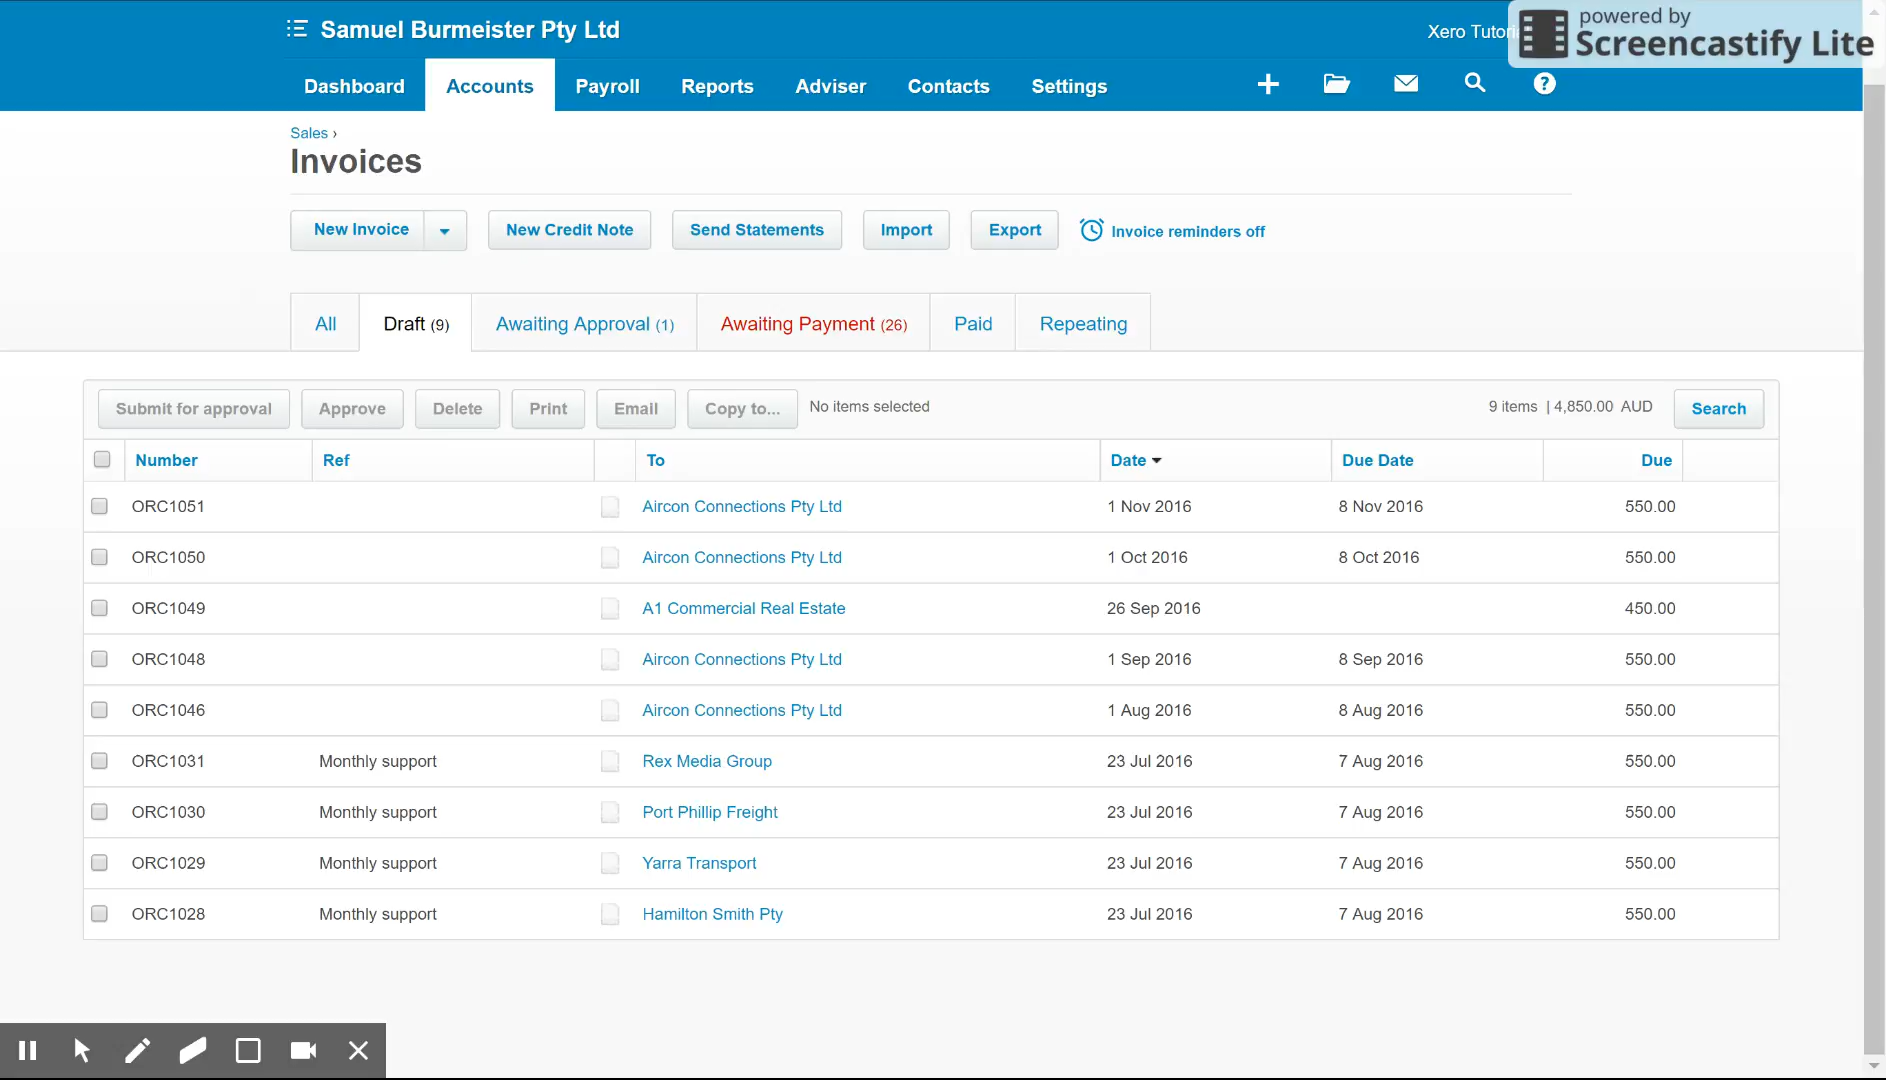 Samuel Burmeister Pty Ltd
Xero Tutori
powered by
Screencastify Lite
Dashboard Accounts Payroll Reports Adviser Contacts Settings
Sales ›
Invoices
New Invoice New Credit Note Send Statements Import Export Invoice reminders off
All Draft (9) Awaiting Approval (1) Awaiting Payment (26) Paid Repeating
Submit for approval Approve Delete Print Email Copy to... No items selected 9 items | 4,850.00 AUD Search
Number Ref To Date Due Date Due
ORC1051 Aircon Connections Pty Ltd 1 Nov 2016 8 Nov 2016 550.00
ORC1050 Aircon Connections Pty Ltd 1 Oct 2016 8 Oct 2016 550.00
ORC1049 A1 Commercial Real Estate 26 Sep 2016 450.00
ORC1048 Aircon Connections Pty Ltd 1 Sep 2016 8 Sep 2016 550.00
ORC1046 Aircon Connections Pty Ltd 1 Aug 2016 8 Aug 2016 550.00
ORC1031 Monthly support Rex Media Group 23 Jul 2016 7 Aug 2016 550.00
ORC1030 Monthly support Port Phillip Freight 23 Jul 2016 7 Aug 2016 550.00
ORC1029 Monthly support Yarra Transport 23 Jul 2016 7 Aug 2016 550.00
ORC1028 Monthly support Hamilton Smith Pty 23 Jul 2016 7 Aug 2016 550.00